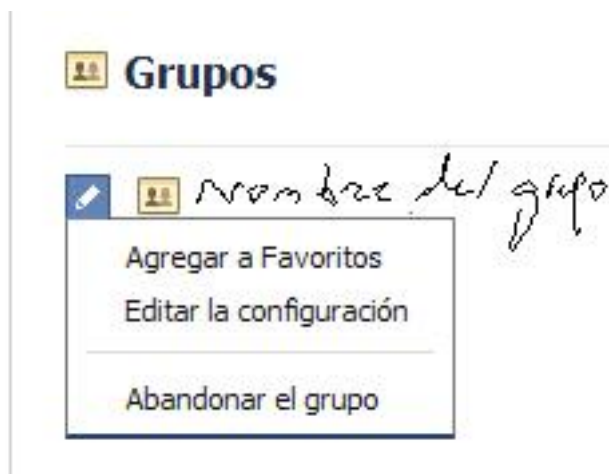 Grupos
Nombre del grupo
Agregar a Favoritos
Editar la configuración
Abandonar el grupo